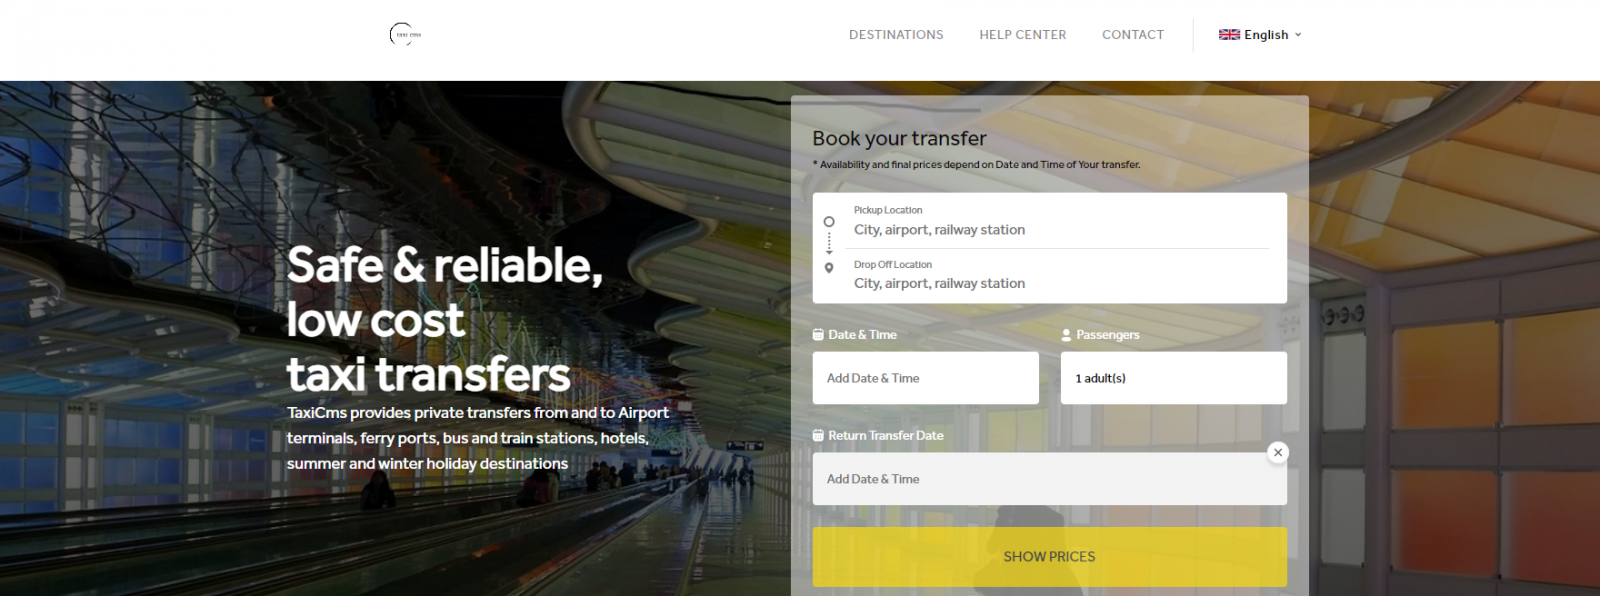 taxi cms
DESTINATIONS
HELP CENTER
CONTACT
English
Safe & reliable,
low cost
taxi transfers
TaxiCms provides private transfers from and to Airport
terminals, ferry ports, bus and train stations, hotels,
summer and winter holiday destinations
Book your transfer
* Availability and final prices depend on Date and Time of Your transfer.
Pickup Location
City, airport, railway station
Drop Off Location
City, airport, railway station
Date & Time
Passengers
Add Date & Time
1 adult(s)
Return Transfer Date
Add Date & Time
SHOW PRICES